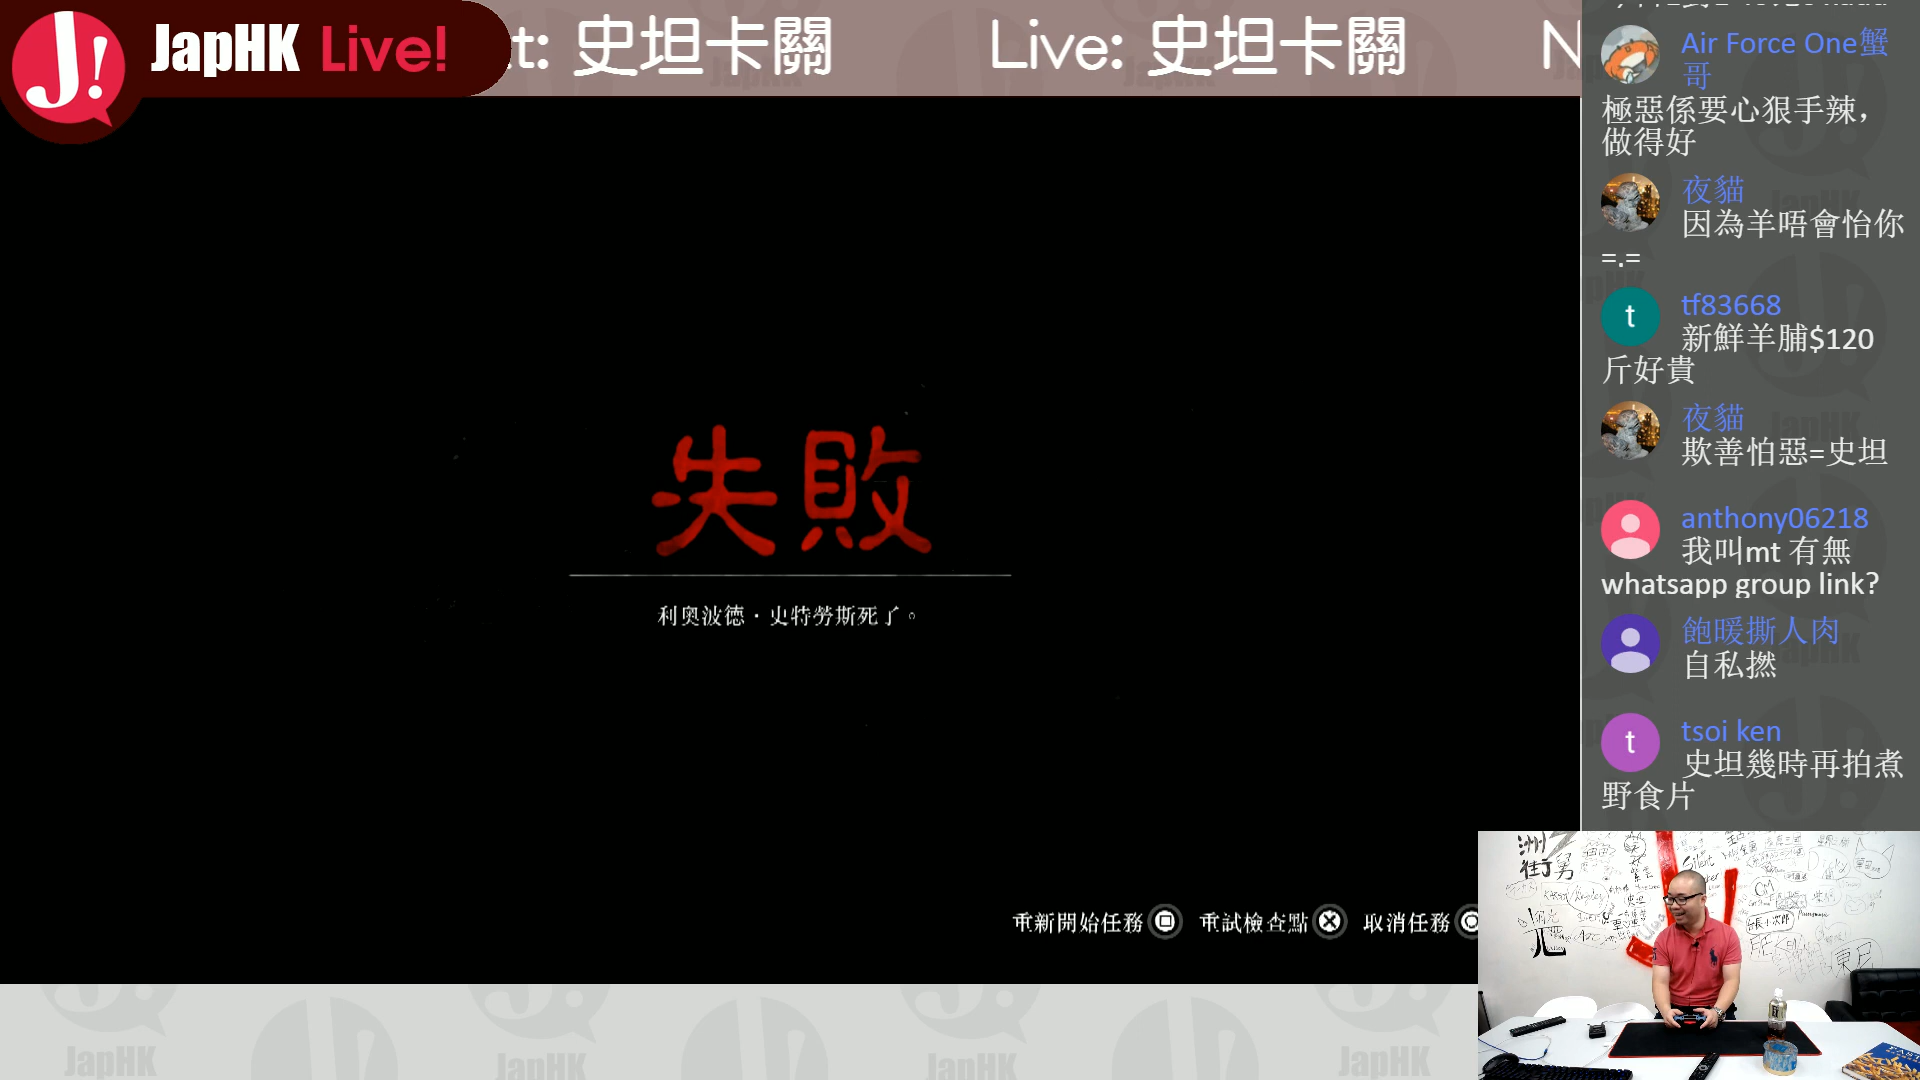 JapHK Live!
t: 史坦卡關
Live: 史坦卡關
N
Air Force One蟹
哥
極惡係要心狠手辣，
做得好
夜貓
因為羊唔會怡你
=.=
tf83668
新鮮羊脯$120
斤好貴
夜貓
欺善怕惡=史坦
anthony06218
我叫mt 有無
whatsapp group link?
飽暖撕人肉
自私撚
tsoi ken
史坦幾時再拍煮
野食片
失敗
利奧波德·史特勞斯死了。
重新開始任務
重試檢查點
取消任務
洲
街男
Silent
JapHK
JapHK
JapHK
JapHK